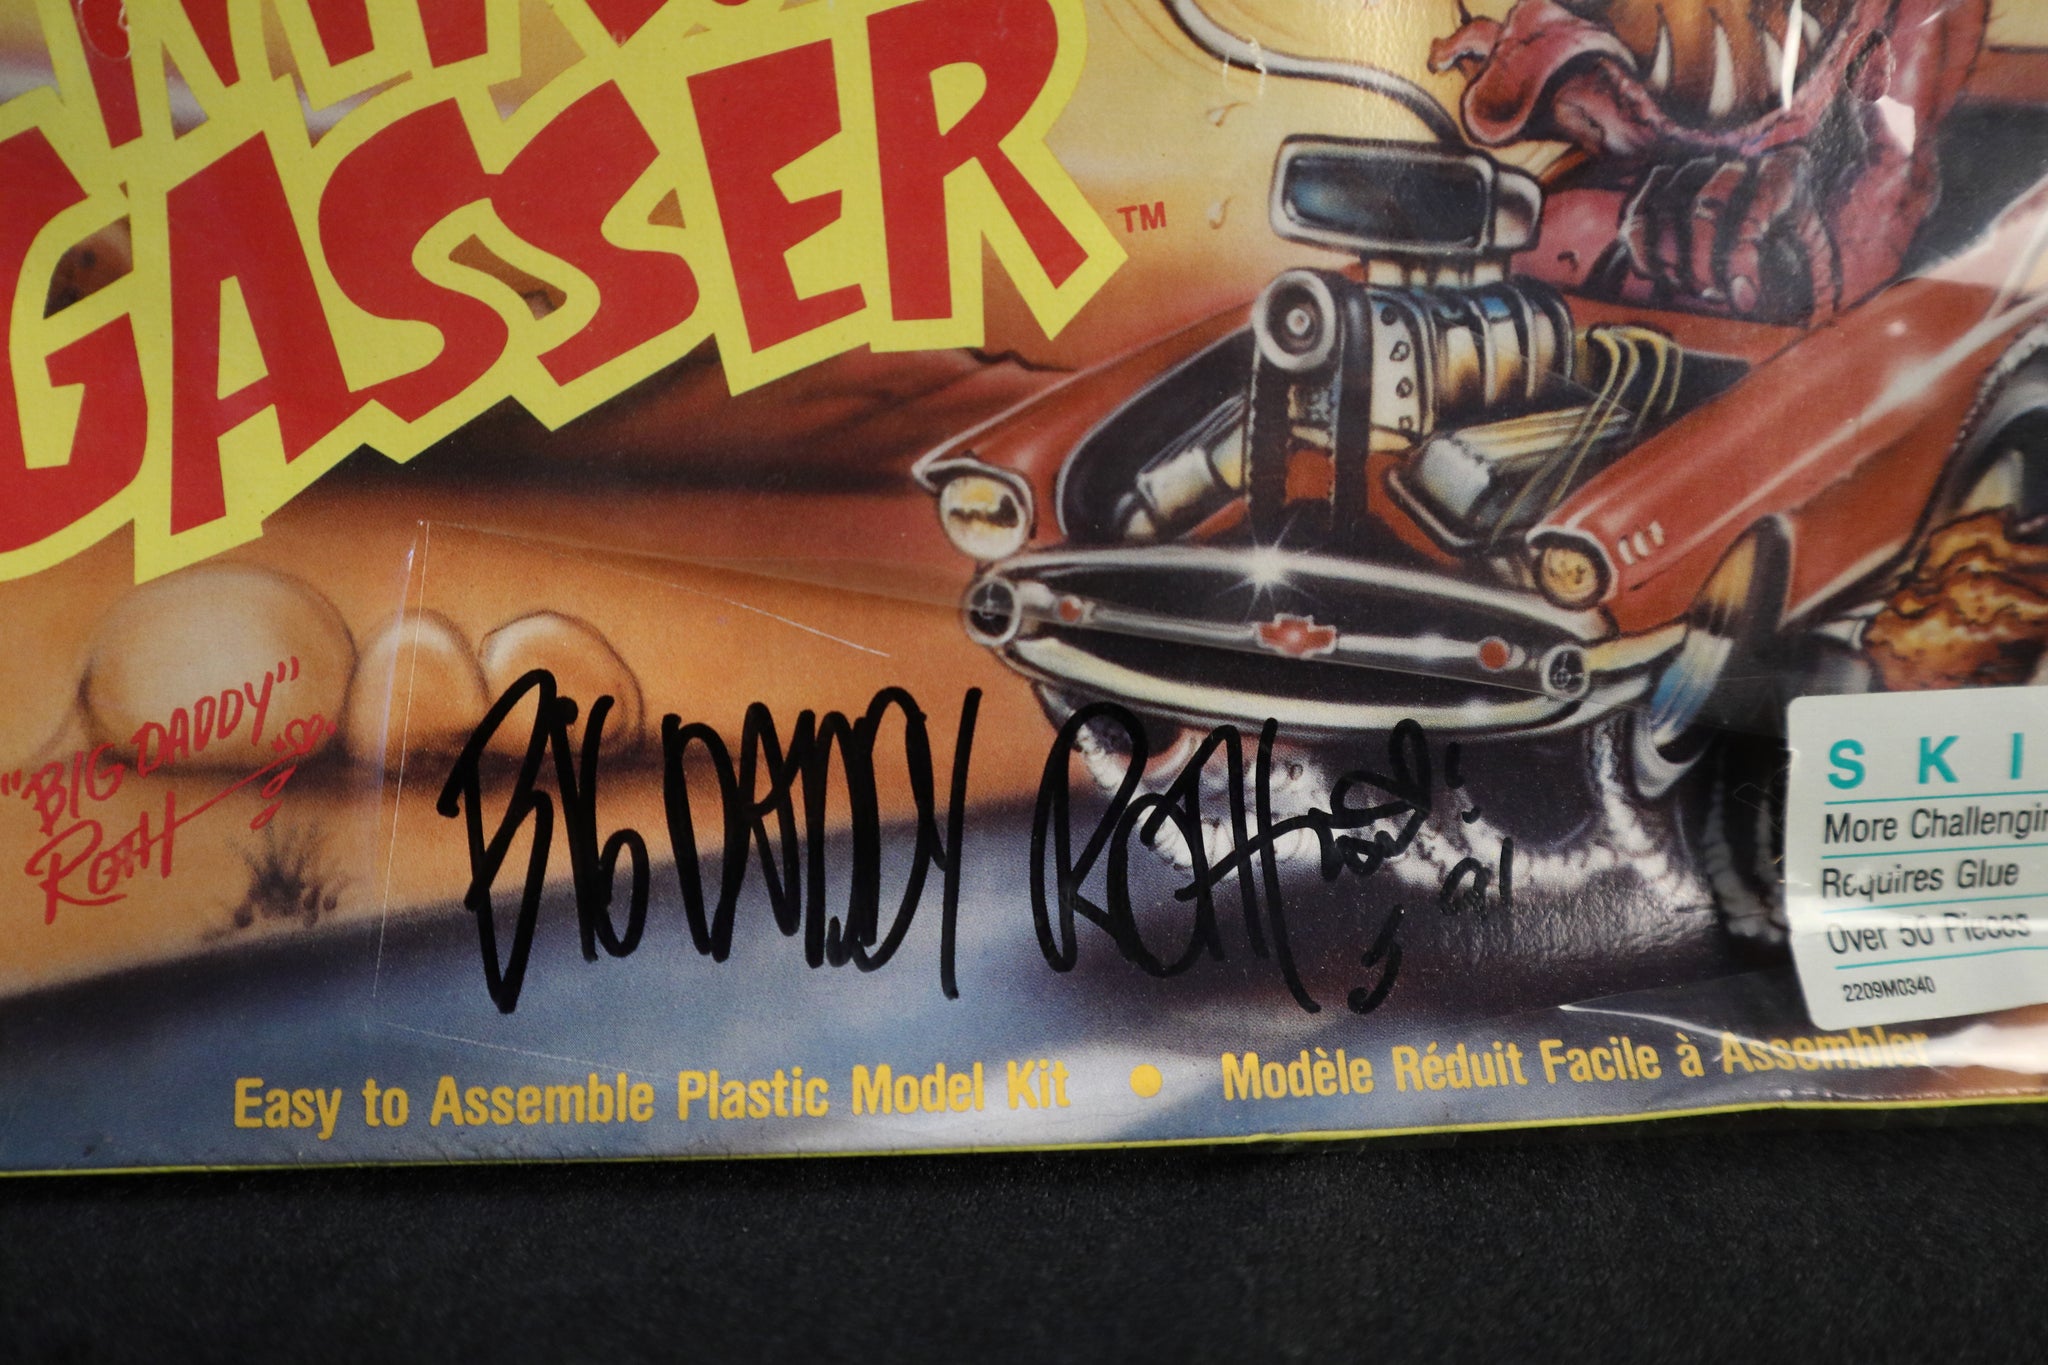 GASSER
TM
"BIG DADDY"
ROTH
BIG DADDY ROTH
SKI
More Challengin
Requires Glue
Over 50 Pieces
2209M0340
Easy to Assemble Plastic Model Kit • Modèle Réduit Facile à Assembler